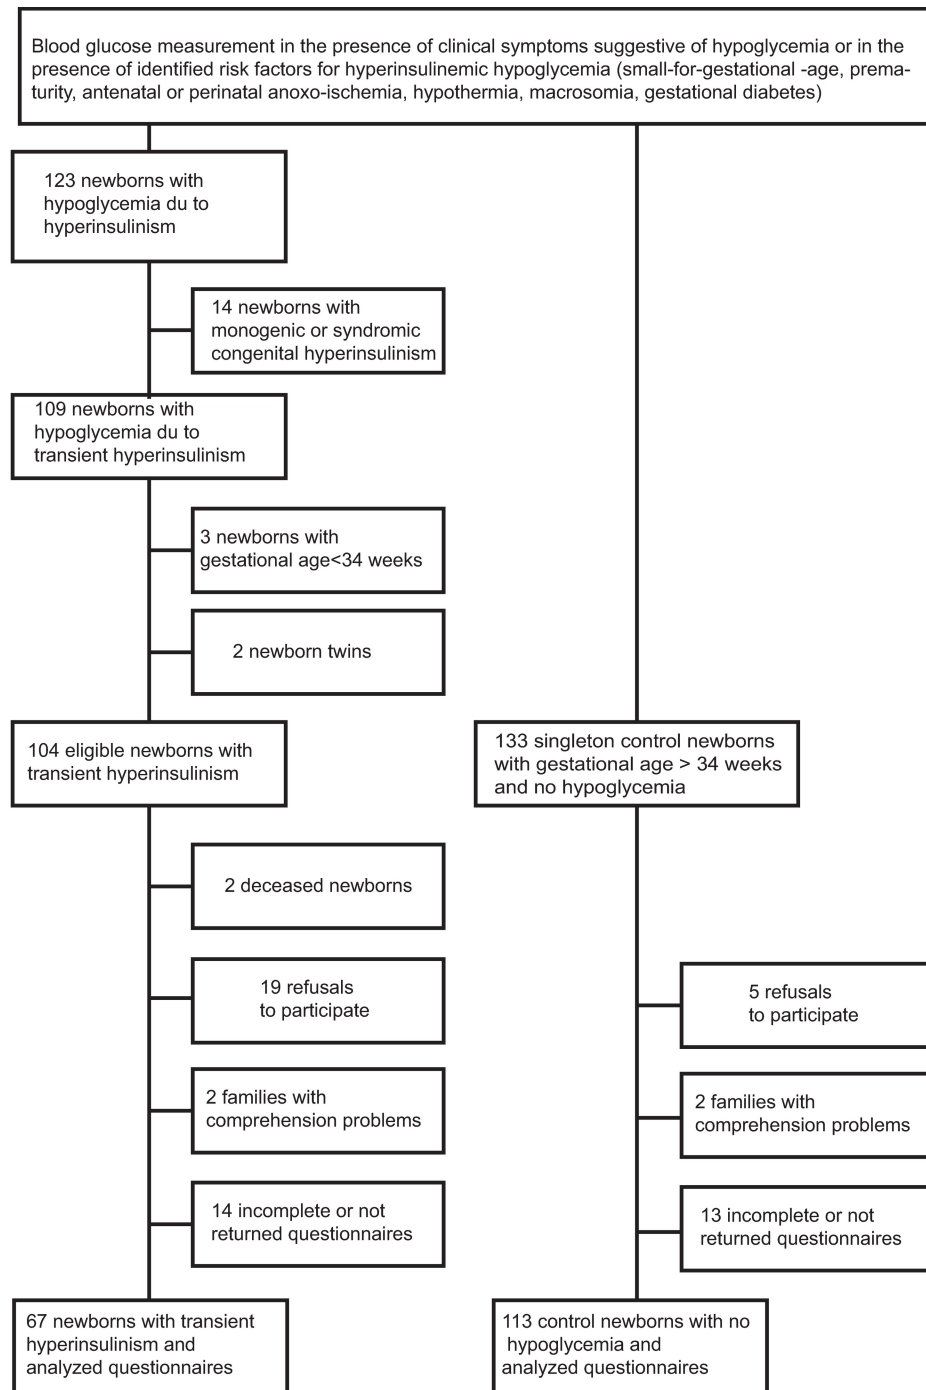 Blood glucose measurement in the presence of clinical symptoms suggestive of hypoglycemia or in the
presence of identified risk factors for hyperinsulinemic hypoglycemia (small-for-gestational -age, prema-
turity, antenatal or perinatal anoxo-ischemia, hypothermia, macrosomia, gestational diabetes)
123 newborns with
hypoglycemia du to
hyperinsulinism
14 newborns with
monogenic or syndromic
congenital hyperinsulinism
109 newborns with
hypoglycemia du to
transient hyperinsulinism
3 newborns with
gestational age<34 weeks
2 newborn twins
104 eligible newborns with
transient hyperinsulinism
133 singleton control newborns
with gestational age > 34 weeks
and no hypoglycemia
2 deceased newborns
19 refusals
to participate
5 refusals
to participate
2 families with
comprehension problems
2 families with
comprehension problems
14 incomplete or not
returned questionnaires
13 incomplete or not
returned questionnaires
67 newborns with transient
hyperinsulinism and
analyzed questionnaires
113 control newborns with no
hypoglycemia and
analyzed questionnaires